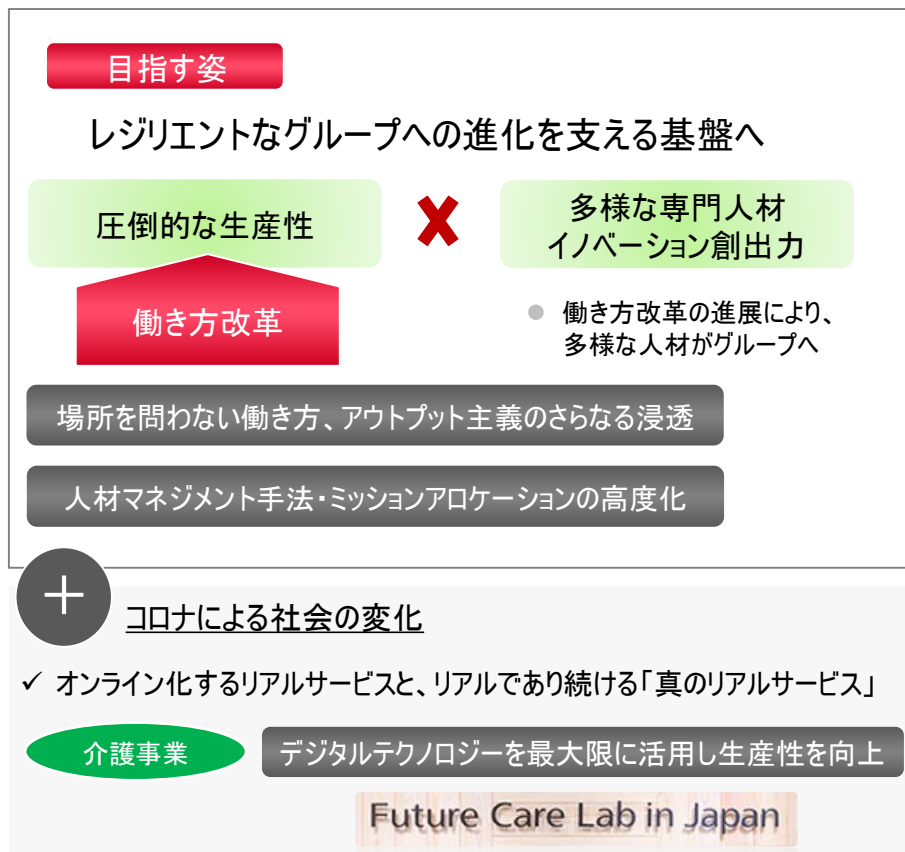 目指す姿
レジリエントなグループへの進化を支える基盤へ
圧倒的な生産性
多様な専門人材
イノベーション創出力
働き方改革
● 働き方改革の進展により、
多様な人材がグループへ
場所を問わない働き方、アウトプット主義のさらなる浸透
人材マネジメント手法・ミッションアロケーションの高度化
＋
コロナによる社会の変化
✓ オンライン化するリアルサービスと、リアルであり続ける「真のリアルサービス」
介護事業
デジタルテクノロジーを最大限に活用し生産性を向上
Future Care Lab in Japan